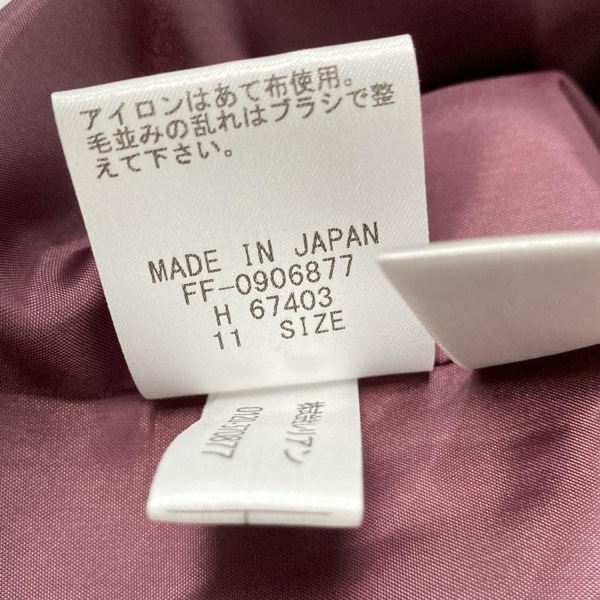 アイロンはあて布使用。
毛並みの乱れはブラシで整
えて下さい。
MADE IN JAPAN
FF-0906877
H 67403
11 SIZE